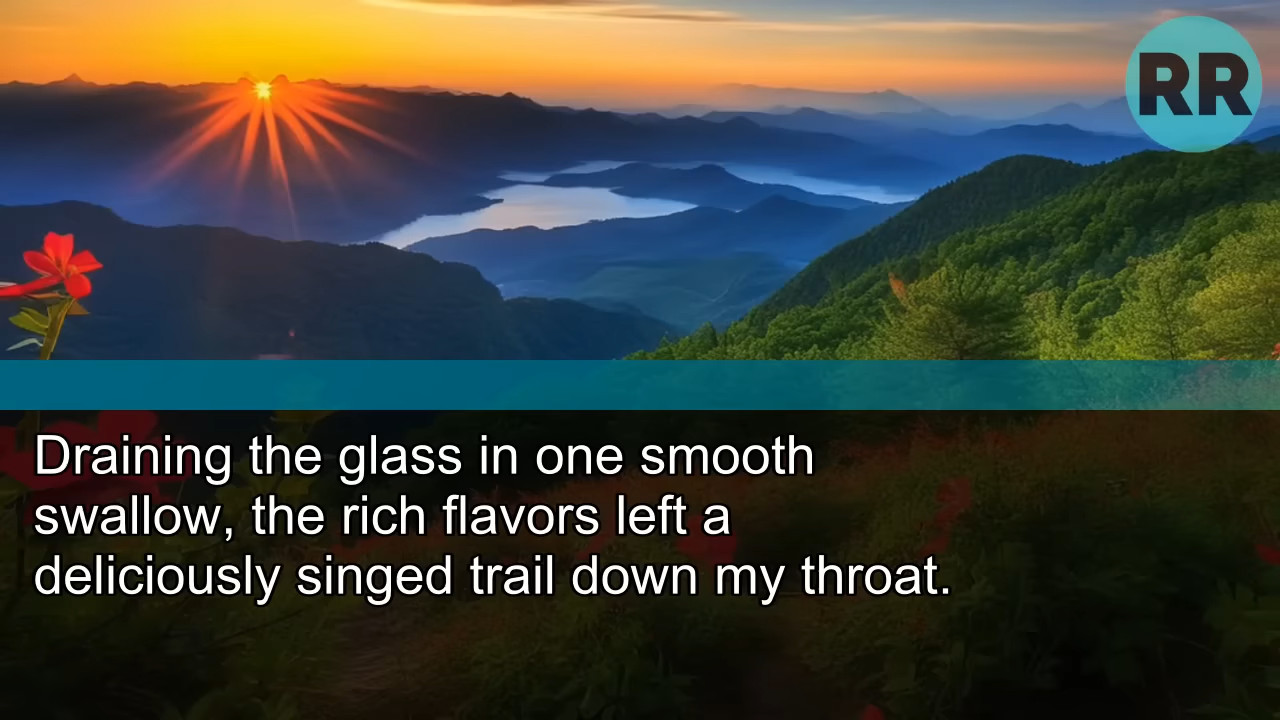 RR
Draining the glass in one smooth
swallow, the rich flavors left a
deliciously singed trail down my throat.